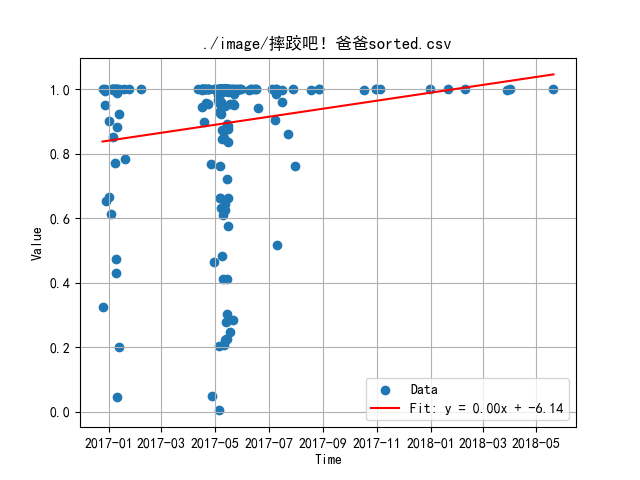 ./image/摔跤吧！爸爸sorted.csv
Value
1.0
0.8
0.6
0.4
0.2
0.0
2017-01 2017-03 2017-05 2017-07 2017-09 2017-11 2018-01 2018-03 2018-05
Time
Data
Fit: y = 0.00x + -6.14